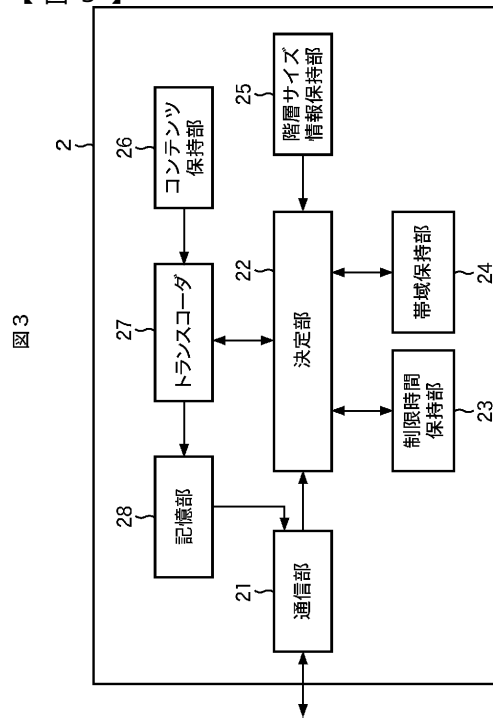 【図3】
図3
2
26
コンテンツ
保持部
25
階層サイズ
情報保持部
27
トランスコーダ
22
決定部
24
帯域保持部
28
記憶部
21
通信部
23
制限時間
保持部